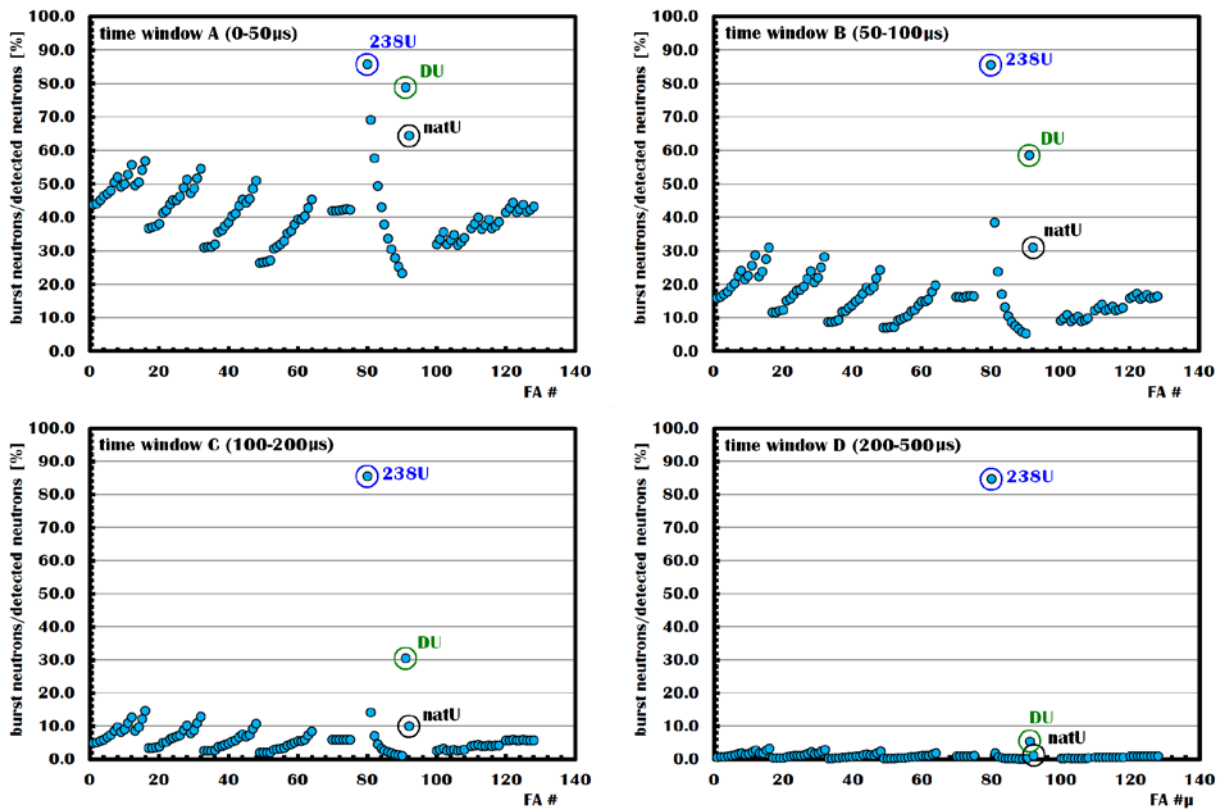 time window A (0-50µs)
burst neutrons/detected neutrons [%]
100.0
90.0
80.0
70.0
60.0
50.0
40.0
30.0
20.0
10.0
0.0
238U
DU
natU
0 20 40 60 80 100 120 140
FA #
time window B (50-100µs)
burst neutrons/detected neutrons [%]
100.0
90.0
80.0
70.0
60.0
50.0
40.0
30.0
20.0
10.0
0.0
238U
DU
natU
0 20 40 60 80 100 120 140
FA #
time window C (100-200µs)
burst neutrons/detected neutrons [%]
100.0
90.0
80.0
70.0
60.0
50.0
40.0
30.0
20.0
10.0
0.0
238U
DU
natU
0 20 40 60 80 100 120 140
FA #
time window D (200-500µs)
burst neutrons/detected neutrons [%]
100.0
90.0
80.0
70.0
60.0
50.0
40.0
30.0
20.0
10.0
0.0
238U
DU
natU
0 20 40 60 80 100 120 140
FA #µ